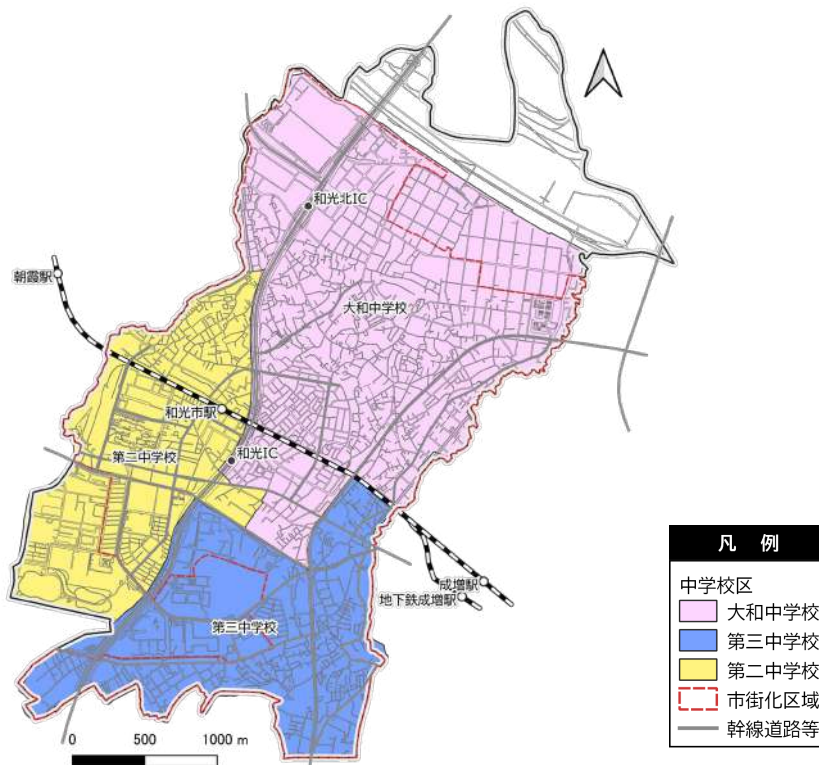 和光北IC
朝霞駅
大和中学校
和光市駅
第二中学校
和光IC
成増駅
地下鉄成増駅
第三中学校
0 500 1000 m
凡 例
中学校区
大和中学校
第三中学校
第二中学校
市街化区域
幹線道路等